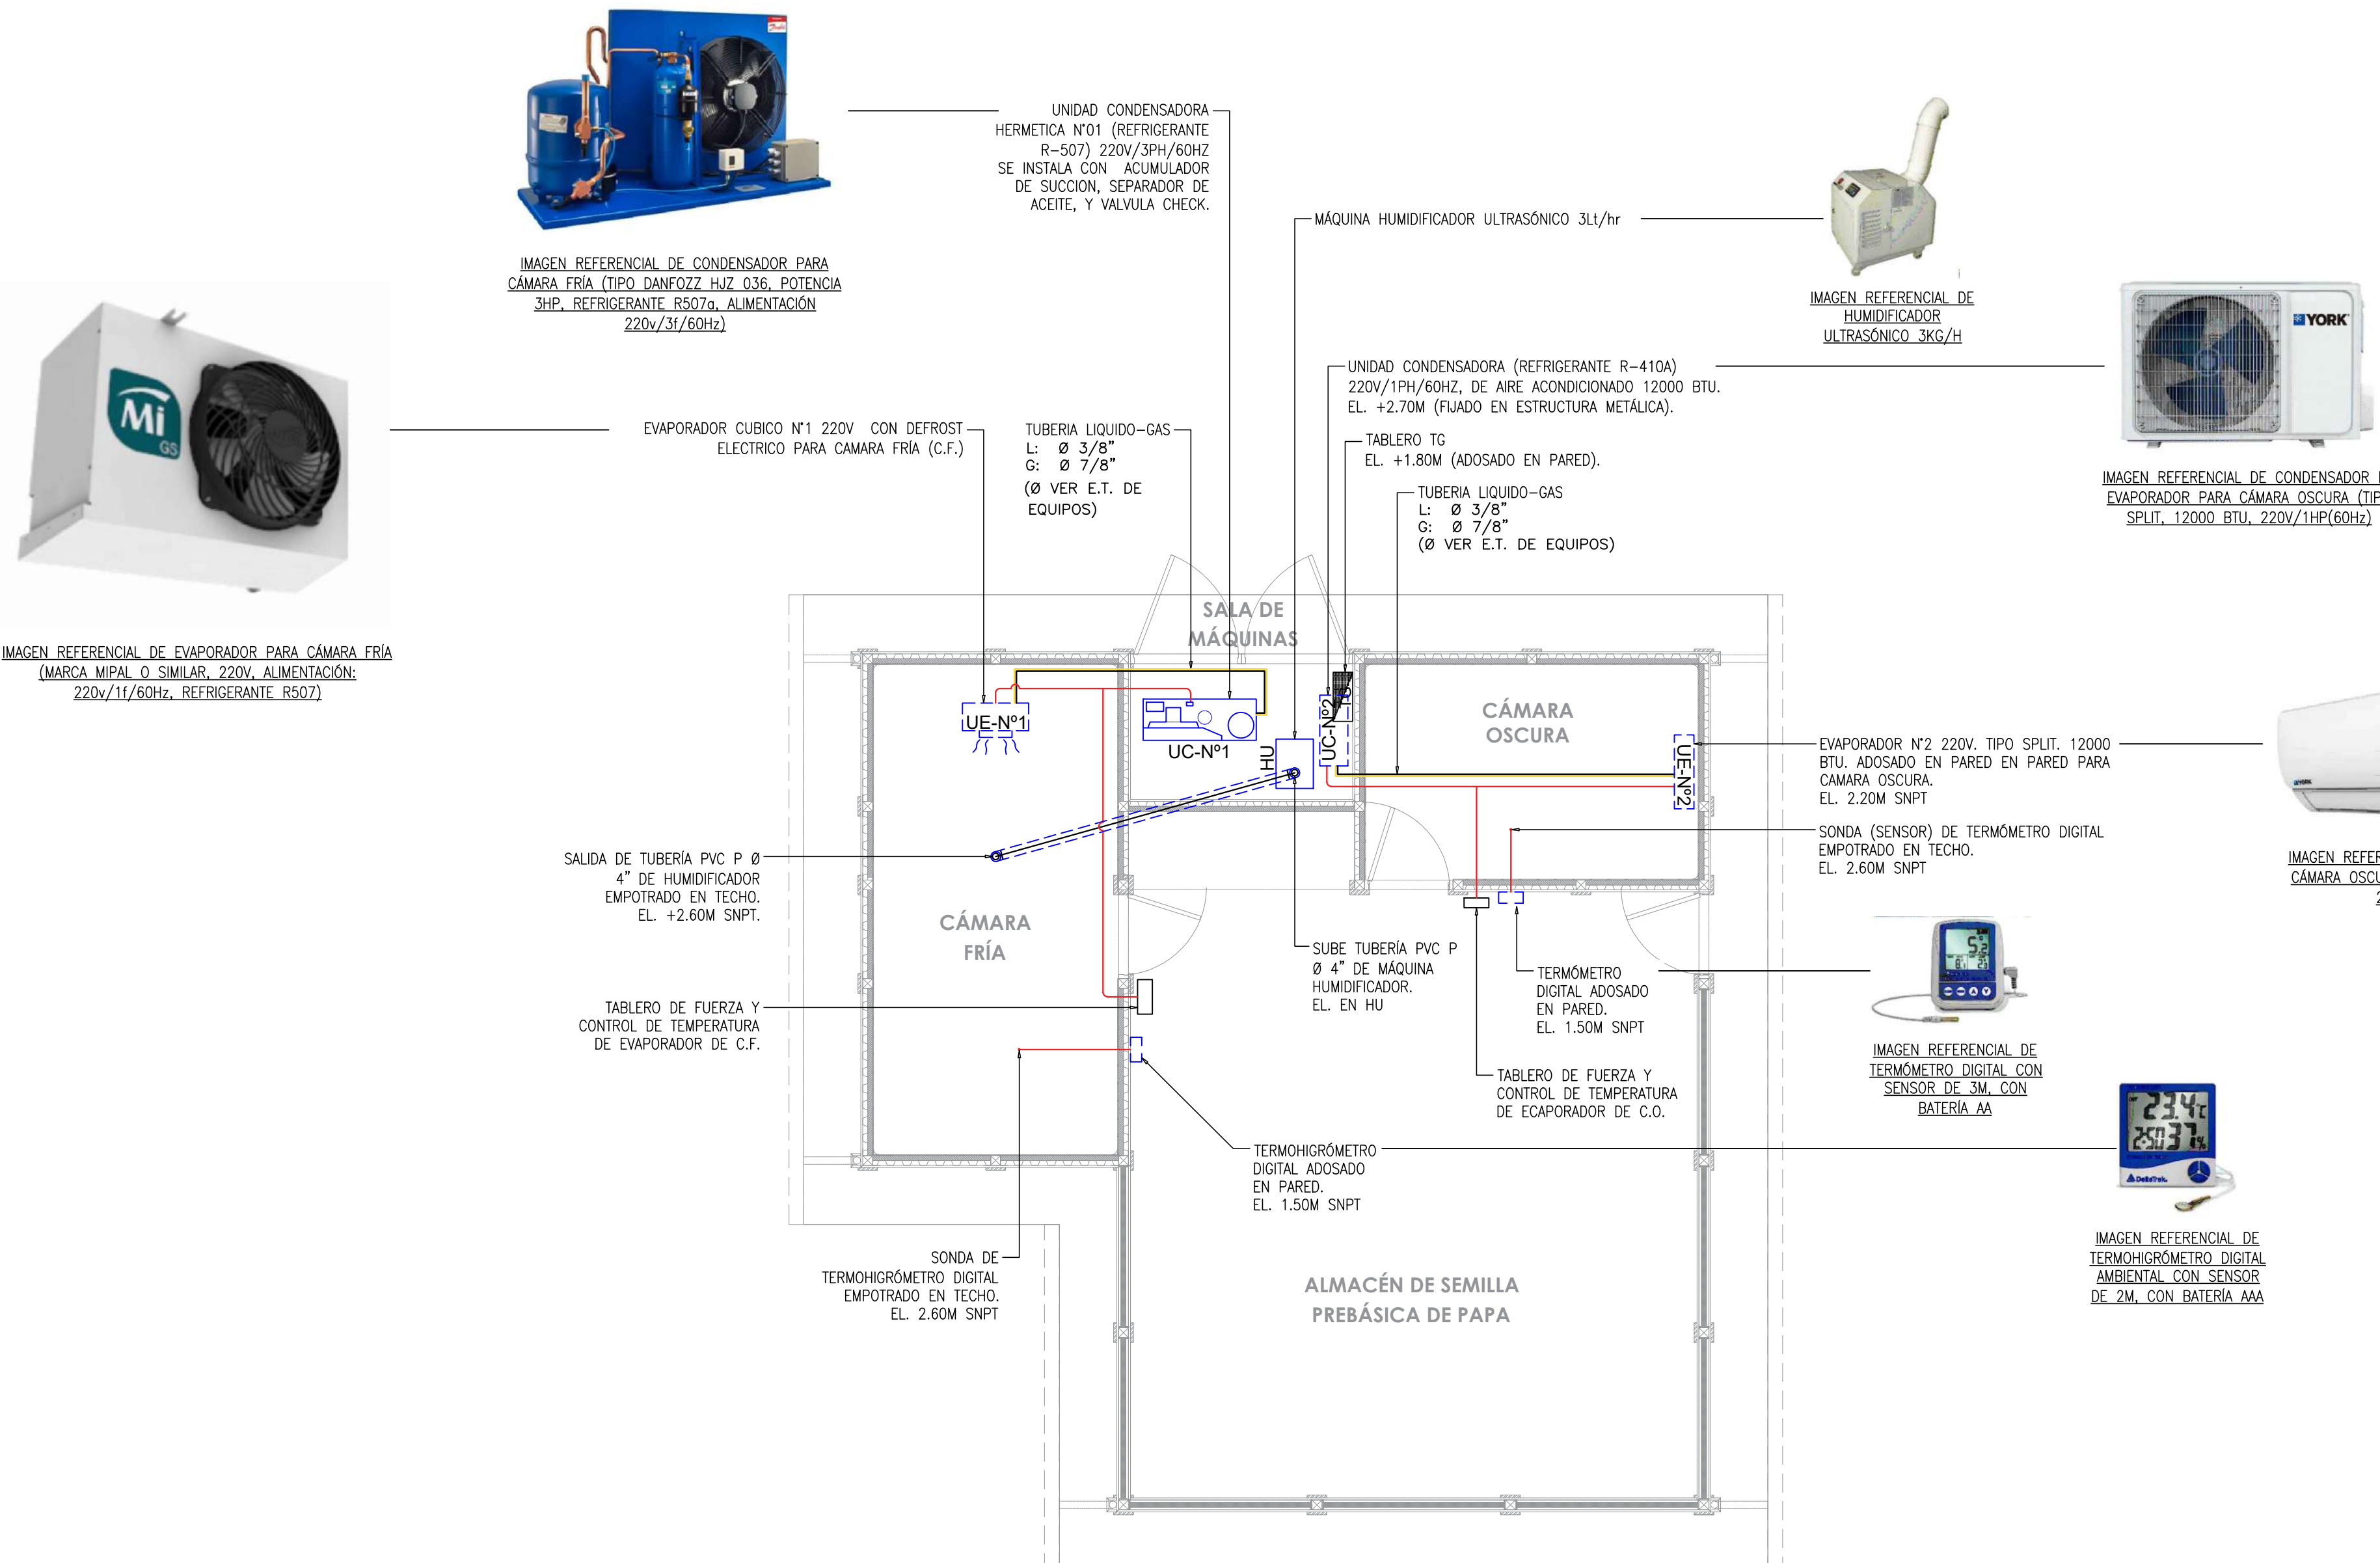 UNIDAD CONDENSADORA
HERMETICA N°01 (REFRIGERANTE
R-507) 220V/3PH/60HZ
SE INSTALA CON ACUMULADOR
DE SUCCION, SEPARADOR DE
ACEITE, Y VALVULA CHECK.
IMAGEN REFERENCIAL DE CONDENSADOR PARA
CÁMARA FRÍA (TIPO DANFOZZ HJZ 036, POTENCIA
3HP, REFRIGERANTE R507a, ALIMENTACIÓN
220v/3f/60Hz)
MÁQUINA HUMIDIFICADOR ULTRASÓNICO 3Lt/hr
IMAGEN REFERENCIAL DE
HUMIDIFICADOR
ULTRASÓNICO 3KG/H
YORK
UNIDAD CONDENSADORA (REFRIGERANTE R-410A)
220V/1PH/60HZ, DE AIRE ACONDICIONADO 12000 BTU.
EL. +2.70M (FIJADO EN ESTRUCTURA METÁLICA).
Mi
GS
EVAPORADOR CUBICO N°1 220V CON DEFROST
ELECTRICO PARA CAMARA FRÍA (C.F.)
TUBERIA LIQUIDO-GAS
L: Ø 3/8"
G: Ø 7/8"
(Ø VER E.T. DE
EQUIPOS)
TABLERO TG
EL. +1.80M (ADOSADO EN PARED).
TUBERIA LIQUIDO-GAS
L: Ø 3/8"
G: Ø 7/8"
(Ø VER E.T. DE EQUIPOS)
IMAGEN REFERENCIAL DE CONDENSADOR
EVAPORADOR PARA CÁMARA OSCURA (TIP
SPLIT, 12000 BTU, 220V/1HP(60Hz)
IMAGEN REFERENCIAL DE EVAPORADOR PARA CÁMARA FRÍA
(MARCA MIPAL O SIMILAR, 220V, ALIMENTACIÓN:
220v/1f/60Hz, REFRIGERANTE R507)
SALA DE
MÁQUINAS
UE-Nº1
UC-Nº1
HU
UC-Nº2
TG
CÁMARA
OSCURA
UE-Nº2
EVAPORADOR N°2 220V. TIPO SPLIT. 12000
BTU. ADOSADO EN PARED EN PARED PARA
CAMARA OSCURA.
EL. 2.20M SNPT
YORK
SONDA (SENSOR) DE TERMÓMETRO DIGITAL
EMPOTRADO EN TECHO.
EL. 2.60M SNPT
IMAGEN REFER
CÁMARA OSCU
2
SALIDA DE TUBERÍA PVC P Ø
4" DE HUMIDIFICADOR
EMPOTRADO EN TECHO.
EL. +2.60M SNPT.
CÁMARA
FRÍA
SUBE TUBERÍA PVC P
Ø 4" DE MÁQUINA
HUMIDIFICADOR.
EL. EN HU
TERMÓMETRO
DIGITAL ADOSADO
EN PARED.
EL. 1.50M SNPT
IMAGEN REFERENCIAL DE
TERMÓMETRO DIGITAL CON
SENSOR DE 3M, CON
BATERÍA AA
TABLERO DE FUERZA Y
CONTROL DE TEMPERATURA
DE EVAPORADOR DE C.F.
TABLERO DE FUERZA Y
CONTROL DE TEMPERATURA
DE ECAPORADOR DE C.O.
TERMOHIGRÓMETRO
DIGITAL ADOSADO
EN PARED.
EL. 1.50M SNPT
23.4°C
2:50 37%
DeltaTrak
IMAGEN REFERENCIAL DE
TERMOHIGRÓMETRO DIGITAL
AMBIENTAL CON SENSOR
DE 2M, CON BATERÍA AAA
SONDA DE
TERMOHIGRÓMETRO DIGITAL
EMPOTRADO EN TECHO.
EL. 2.60M SNPT
ALMACÉN DE SEMILLA
PREBÁSICA DE PAPA